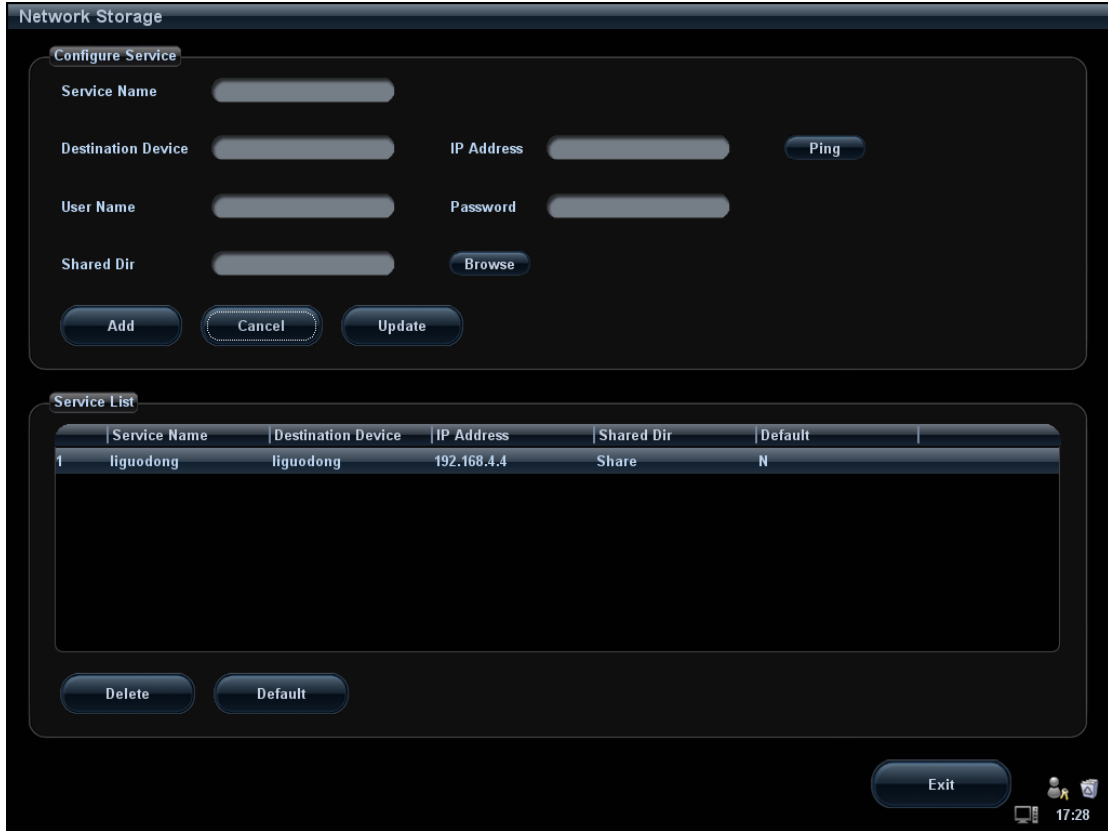 Network Storage
Configure Service
Service Name
Destination Device IP Address Ping
User Name Password
Shared Dir Browse
Add Cancel Update
Service List
Service Name Destination Device IP Address Shared Dir Default
1 liguodong liguodong 192.168.4.4 Share N
Delete Default
Exit
17:28